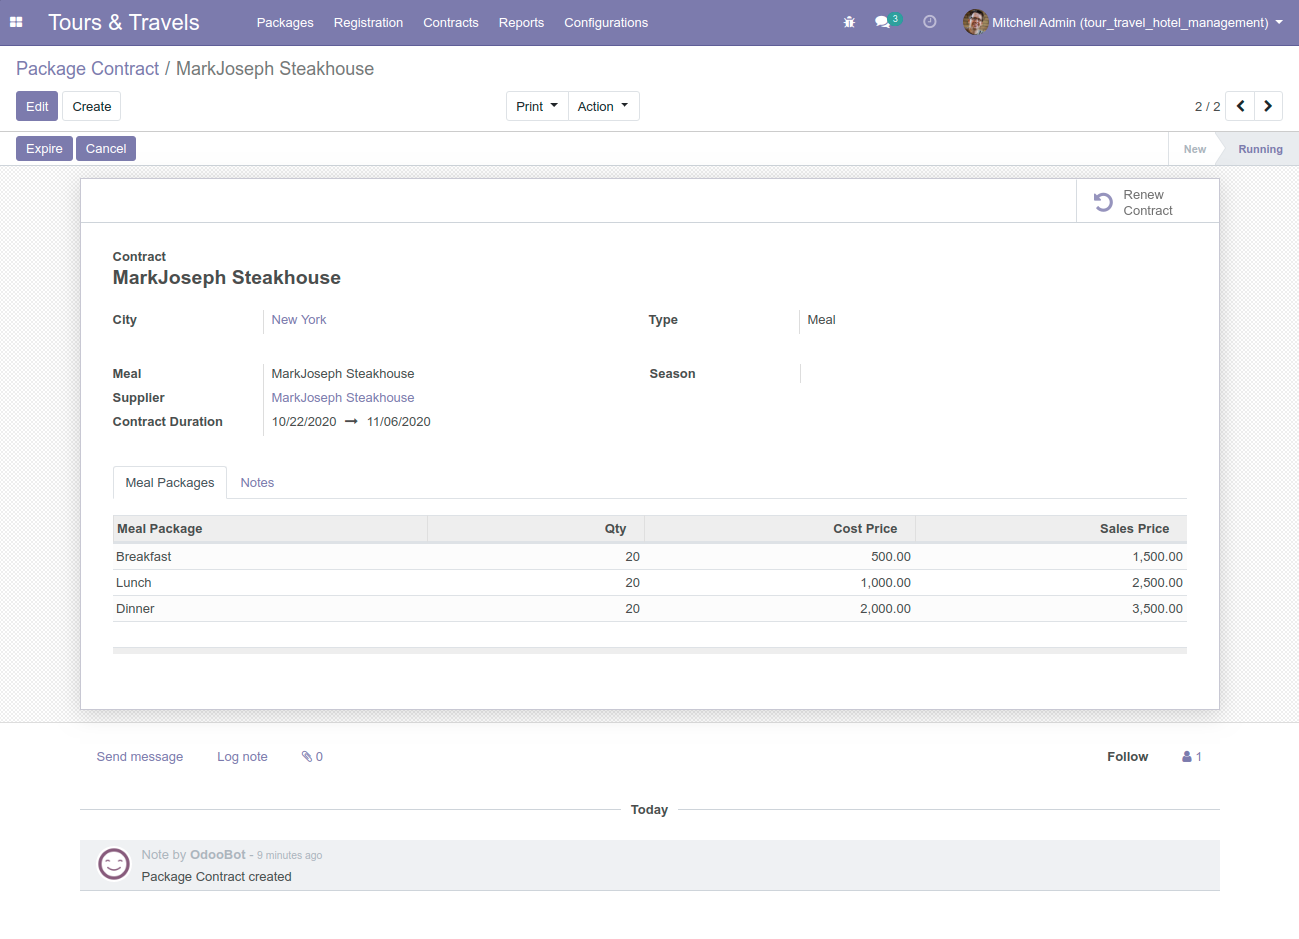 Tours & Travels Packages Registration Contracts Reports Configurations 3 Mitchell Admin (tour_travel_hotel_management)
Package Contract / MarkJoseph Steakhouse
Edit Create Print Action 2 / 2
Expire Cancel New Running
Renew
Contract
Contract
MarkJoseph Steakhouse
City New York Type Meal
Meal MarkJoseph Steakhouse Season
Supplier MarkJoseph Steakhouse
Contract Duration 10/22/2020 → 11/06/2020
Meal Packages Notes
Meal Package Qty Cost Price Sales Price
Breakfast 20 500.00 1,500.00
Lunch 20 1,000.00 2,500.00
Dinner 20 2,000.00 3,500.00
Send message Log note 0 Follow 1
Today
Note by OdooBot - 9 minutes ago
Package Contract created